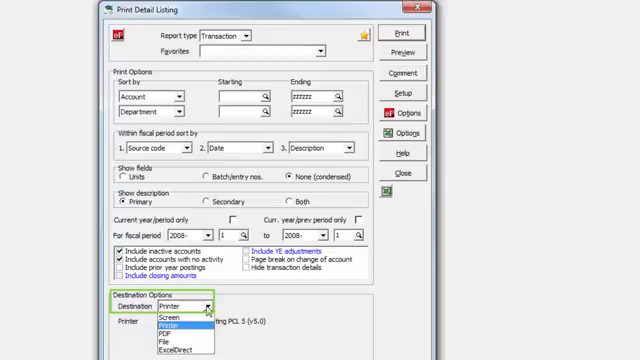 Print Detail Listing
eP Report type Transaction Print
Favorites Preview
Print Options Comment
Sort by Starting Ending
Account zzzzzz Setup
Department zzzzzz eP Options
Within fiscal period sort by Options
1. Source code 2. Date 3. Description
Help
Show fields
Units Batch/entry nos. None (condensed) Close
Show description
Primary Secondary Both
Current year/period only Curr. year/prev period only
For fiscal period 2008- 1 to 2008- 1
Include inactive accounts Include YE adjustments
Include accounts with no activity Page break on change of account
Include prior year postings Hide transaction details
Include closing amounts
Destination Options
Destination Printer
Screen
Printer Printer ting PCL 5 (v5.0)
PDF
File
ExcelDirect